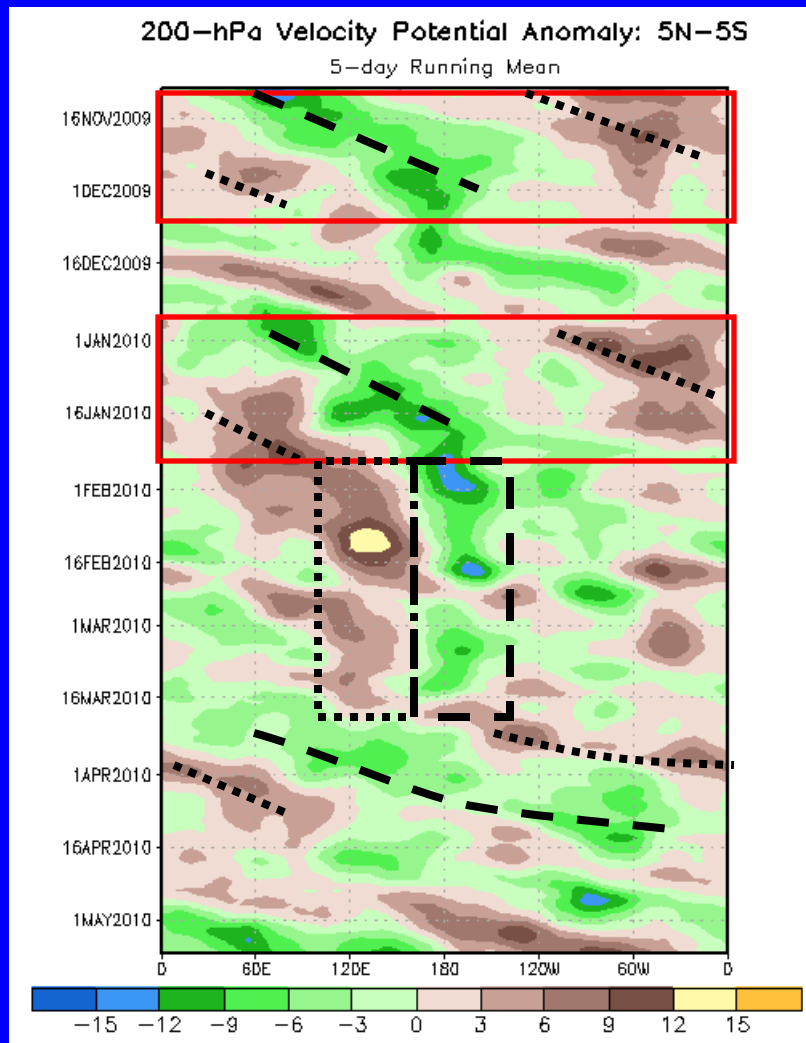 200-hPa Velocity Potential Anomaly: 5N-5S
5-day Running Mean
16NOV2009
1DEC2009
16DEC2009
1JAN2010
16JAN2010
1FEB2010
16FEB2010
1MAR2010
16MAR2010
1APR2010
16APR2010
1MAY2010
0 60E 120E 180 120W 60W 0
-15 -12 -9 -6 -3 0 3 6 9 12 15